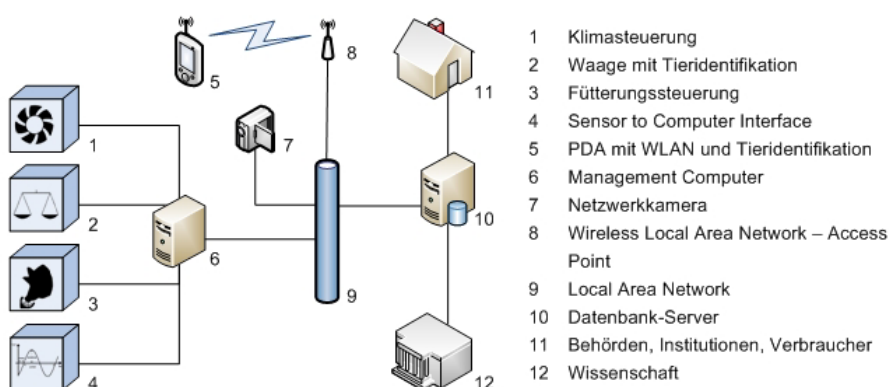 1 Klimasteuerung
2 Waage mit Tieridentifikation
3 Fütterungssteuerung
4 Sensor to Computer Interface
5 PDA mit WLAN und Tieridentifikation
6 Management Computer
7 Netzwerkkamera
8 Wireless Local Area Network – Access
Point
9 Local Area Network
10 Datenbank-Server
11 Behörden, Institutionen, Verbraucher
12 Wissenschaft
5
8
11
1
7
2
10
6
3
9
4
12